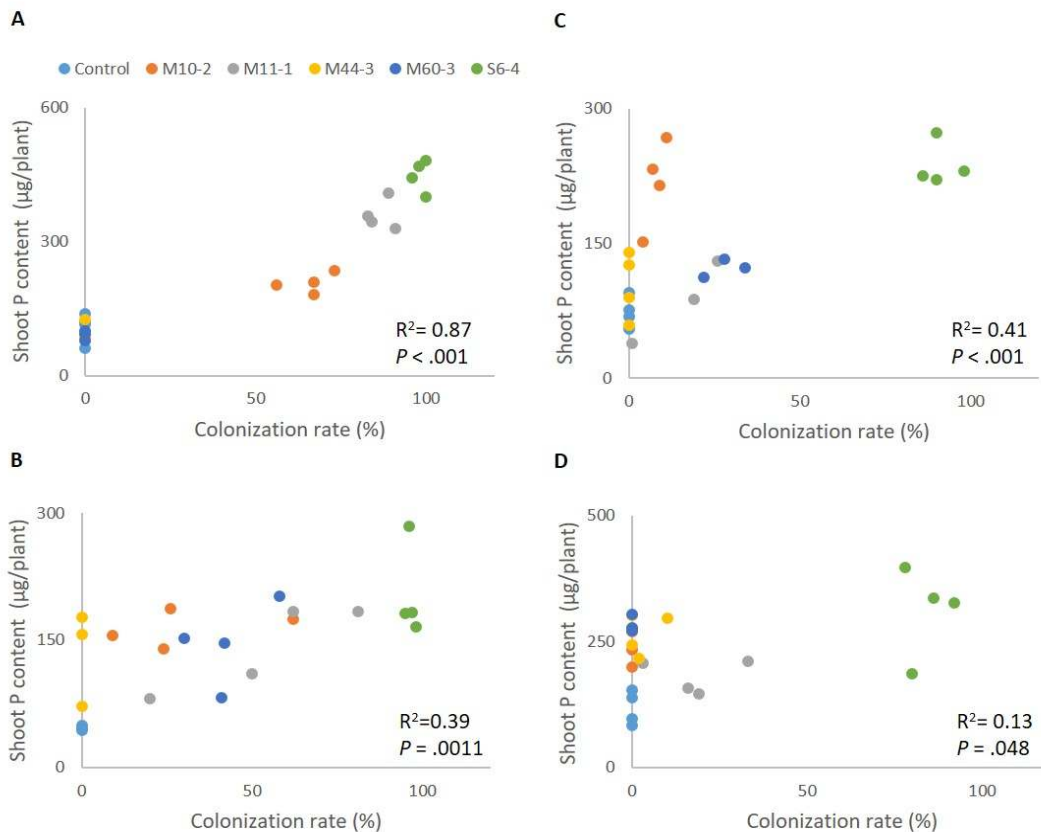 A
Control M10-2 M11-1 M44-3 M60-3 S6-4
600
300
0
Shoot P content (µg/plant)
R²= 0.87
P < .001
0 50 100
Colonization rate (%)
C
300
150
0
Shoot P content (µg/plant)
R²= 0.41
P < .001
0 50 100
Colonization rate (%)
B
300
150
0
Shoot P content (µg/plant)
R²=0.39
P = .0011
0 50 100
Colonization rate (%)
D
500
250
0
Shoot P content (µg/plant)
R²= 0.13
P = .048
0 50 100
Colonization rate (%)